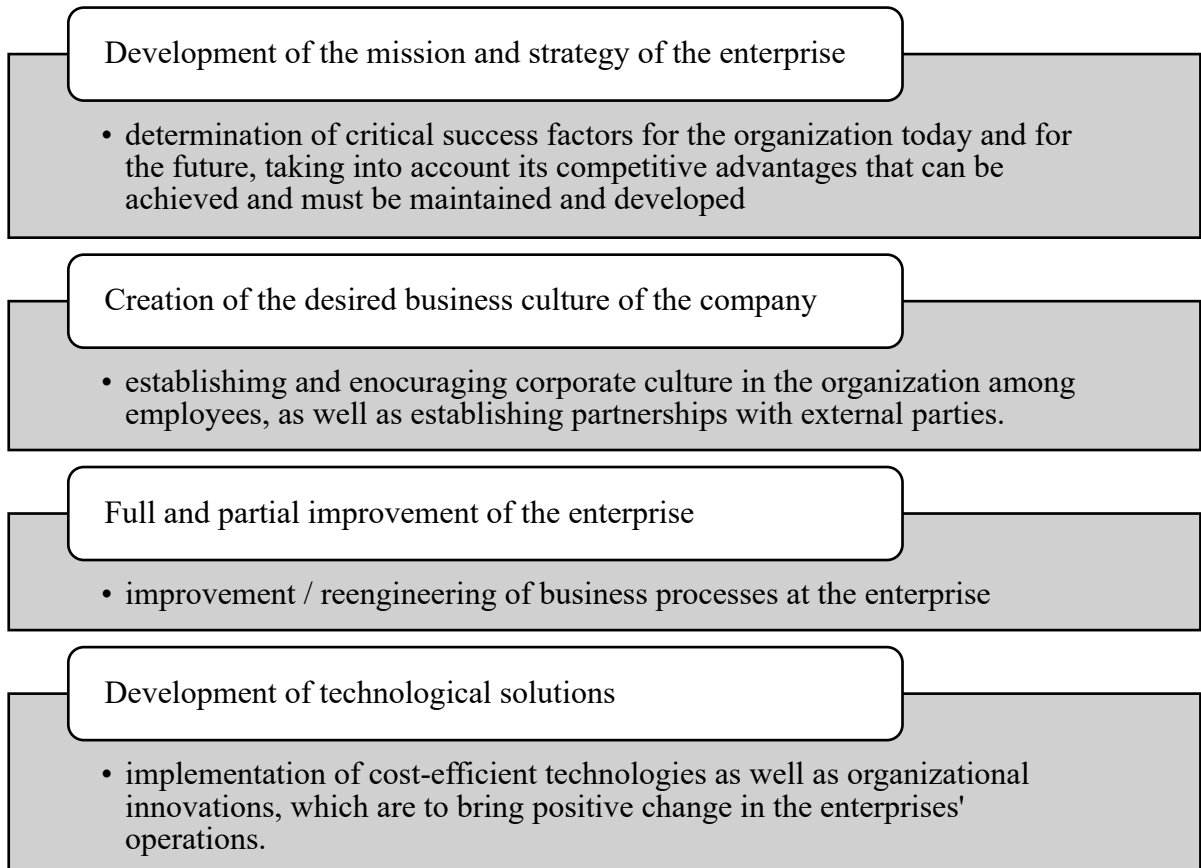 Development of the mission and strategy of the enterprise
• determination of critical success factors for the organization today and for
the future, taking into account its competitive advantages that can be
achieved and must be maintained and developed
Creation of the desired business culture of the company
• establishimg and enocuraging corporate culture in the organization among
employees, as well as establishing partnerships with external parties.
Full and partial improvement of the enterprise
• improvement / reengineering of business processes at the enterprise
Development of technological solutions
• implementation of cost-efficient technologies as well as organizational
innovations, which are to bring positive change in the enterprises'
operations.